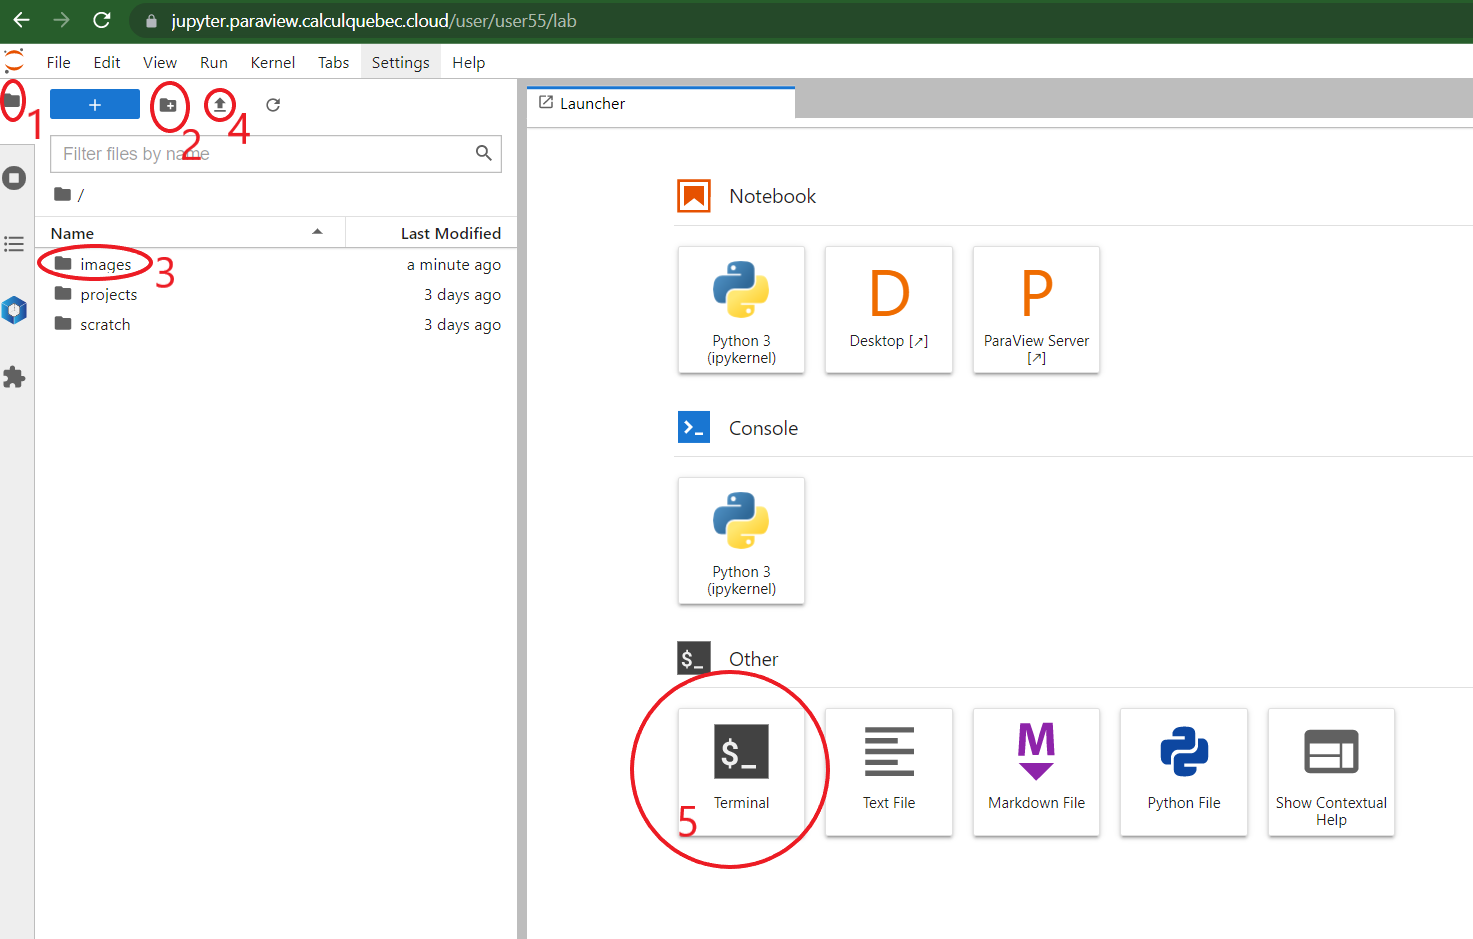 jupyter.paraview.calculquebec.cloud/user/user55/lab
File Edit View Run Kernel Tabs Settings Help
1
2
4
Launcher
Filter files by name
/
Name Last Modified
images a minute ago
3
projects 3 days ago
scratch 3 days ago
Notebook
Python 3
(ipykernel)
D
Desktop [↗]
P
ParaView Server
[↗]
Console
Python 3
(ipykernel)
$_ Other
$_
Terminal
5
Text File
M
Markdown File
Python File
Show Contextual
Help